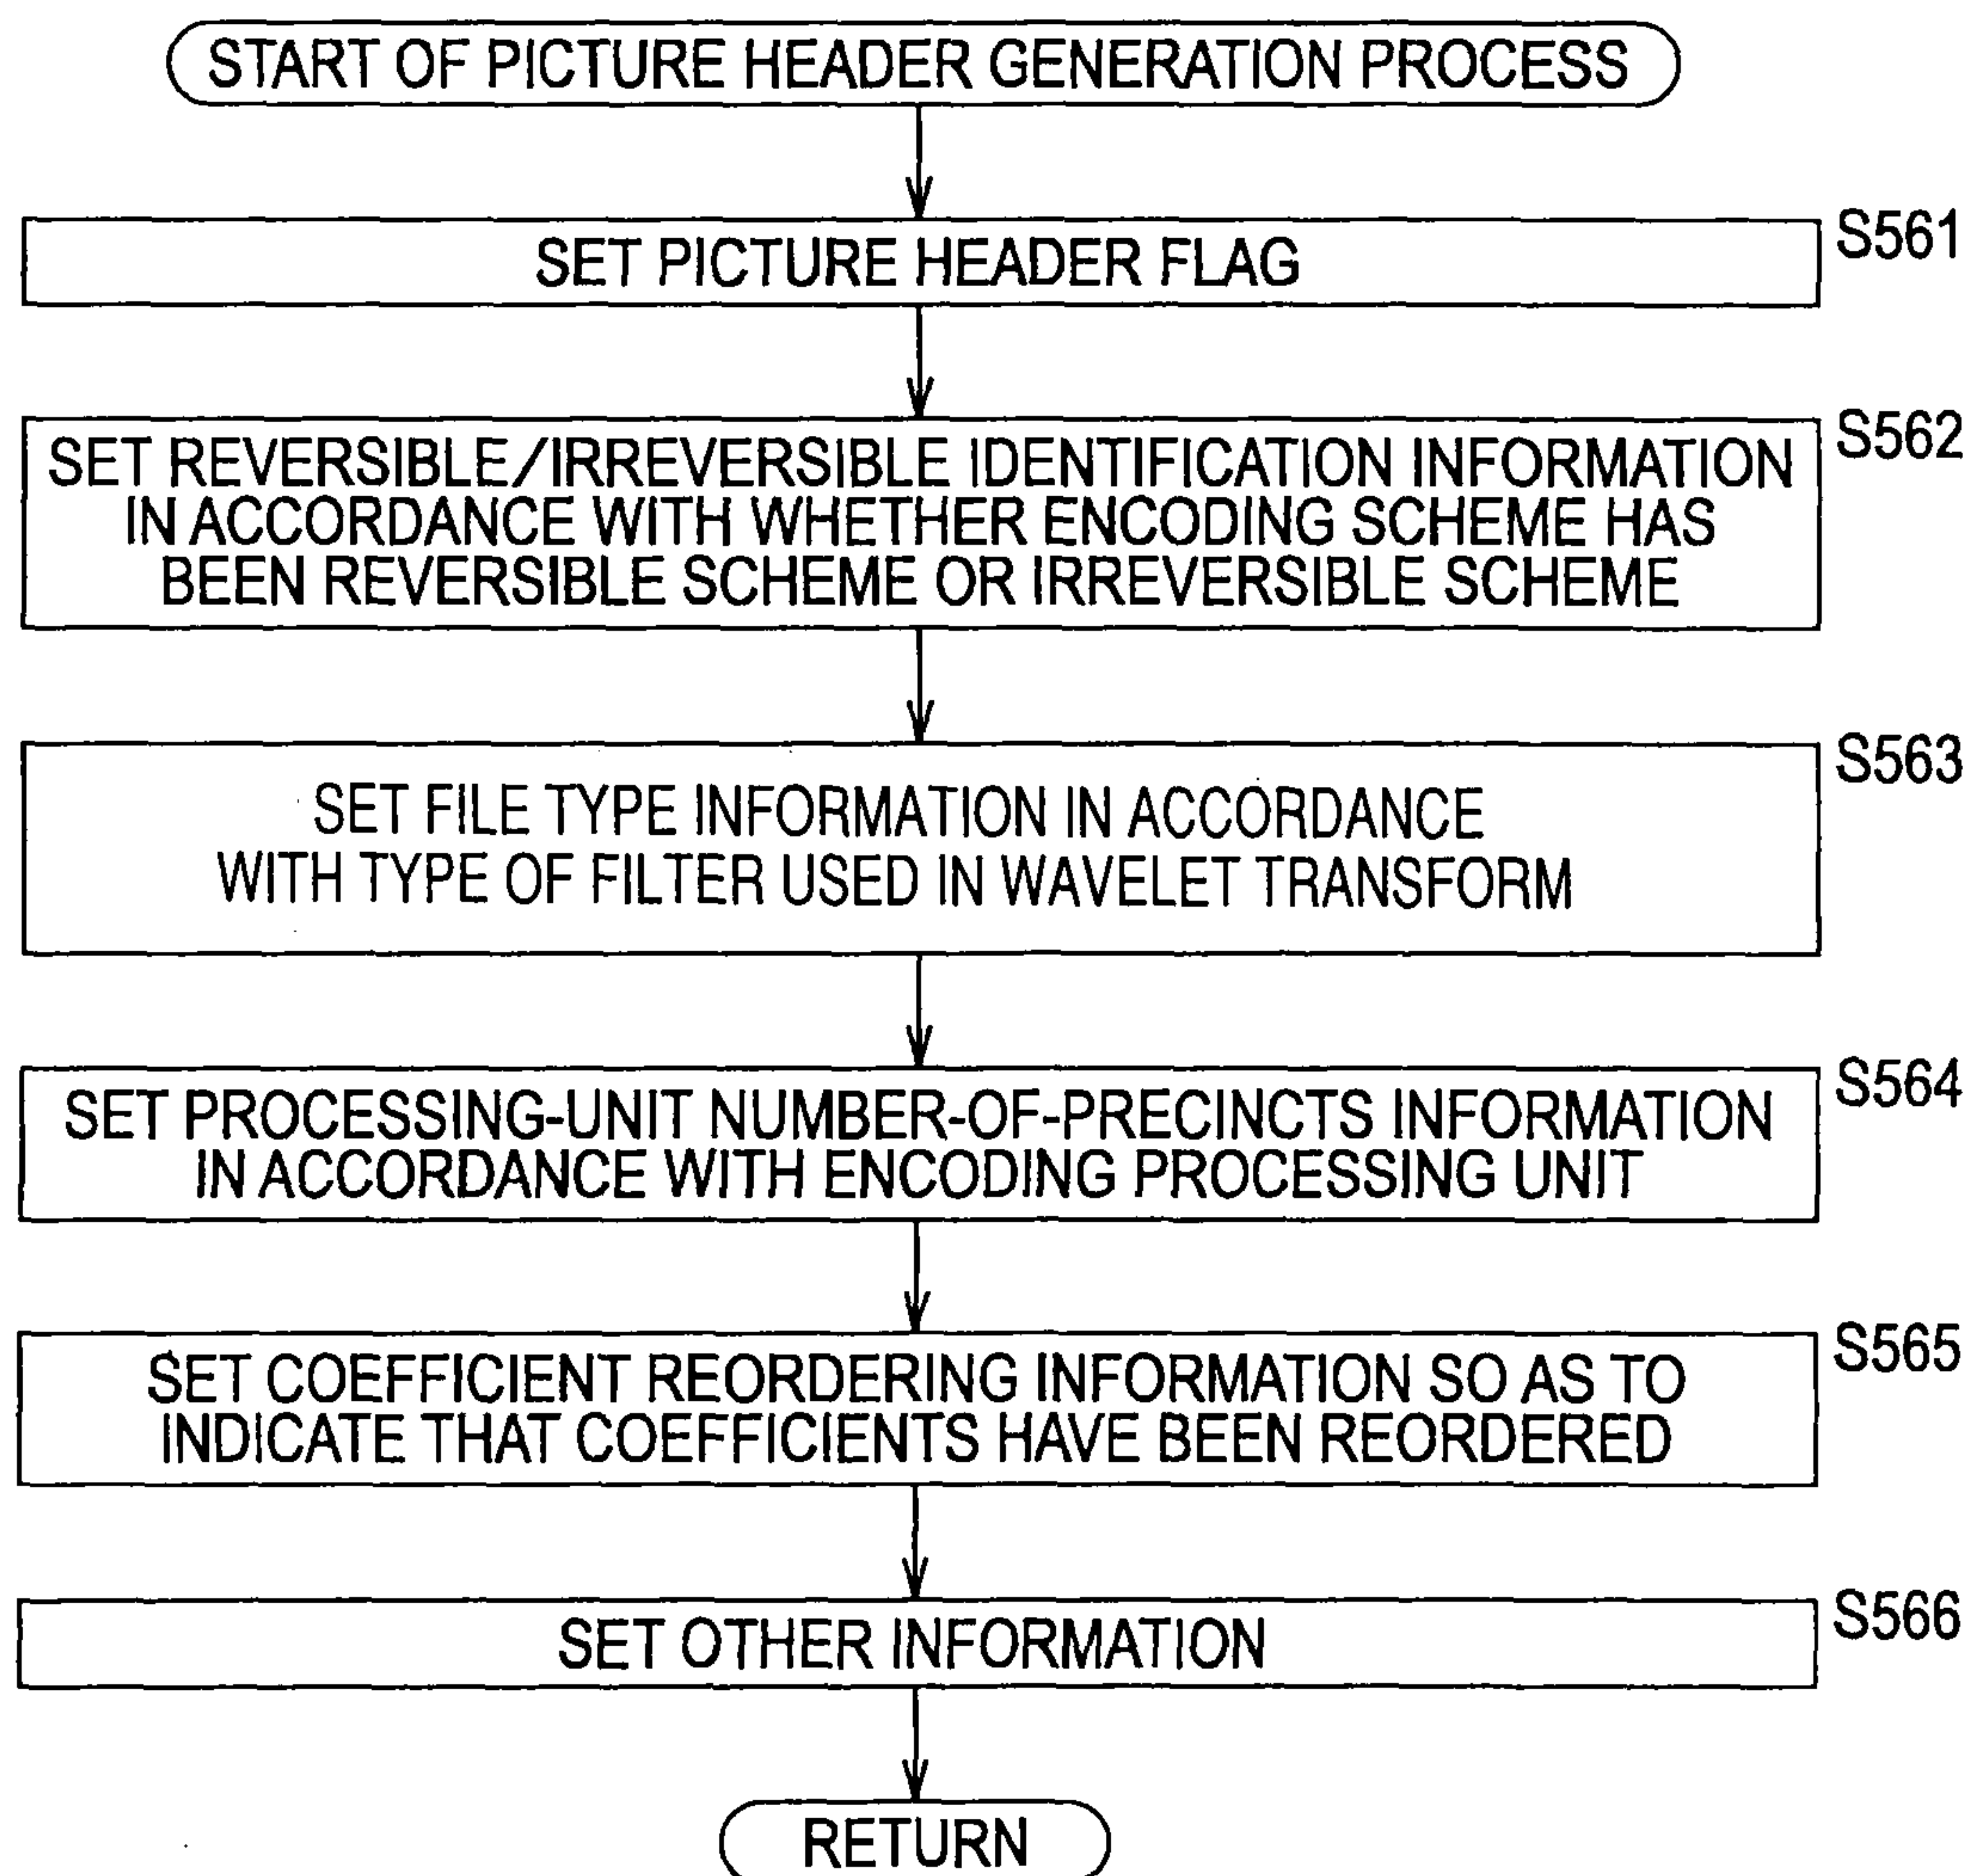 START OF PICTURE HEADER GENERATION PROCESS
SET PICTURE HEADER FLAG
S561
SET REVERSIBLE/IRREVERSIBLE IDENTIFICATION INFORMATION
IN ACCORDANCE WITH WHETHER ENCODING SCHEME HAS
BEEN REVERSIBLE SCHEME OR IRREVERSIBLE SCHEME
S562
SET FILE TYPE INFORMATION IN ACCORDANCE
WITH TYPE OF FILTER USED IN WAVELET TRANSFORM
S563
SET PROCESSING-UNIT NUMBER-OF-PRECINCTS INFORMATION
IN ACCORDANCE WITH ENCODING PROCESSING UNIT
S564
SET COEFFICIENT REORDERING INFORMATION SO AS TO
INDICATE THAT COEFFICIENTS HAVE BEEN REORDERED
S565
SET OTHER INFORMATION
S566
RETURN